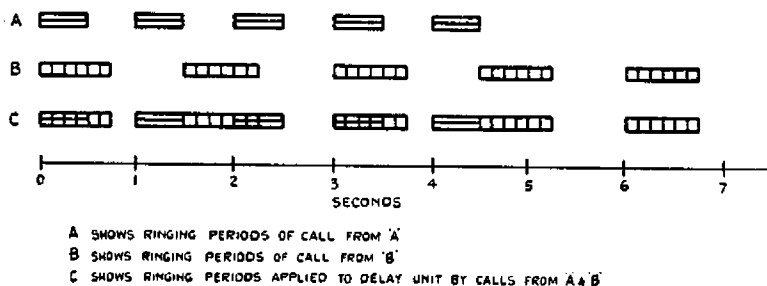 A
B
C
0 1 2 3 4 5 6 7
SECONDS
A SHOWS RINGING PERIODS OF CALL FROM 'A'
B SHOWS RINGING PERIODS OF CALL FROM 'B'
C SHOWS RINGING PERIODS APPLIED TO DELAY UNIT BY CALLS FROM 'A & B'